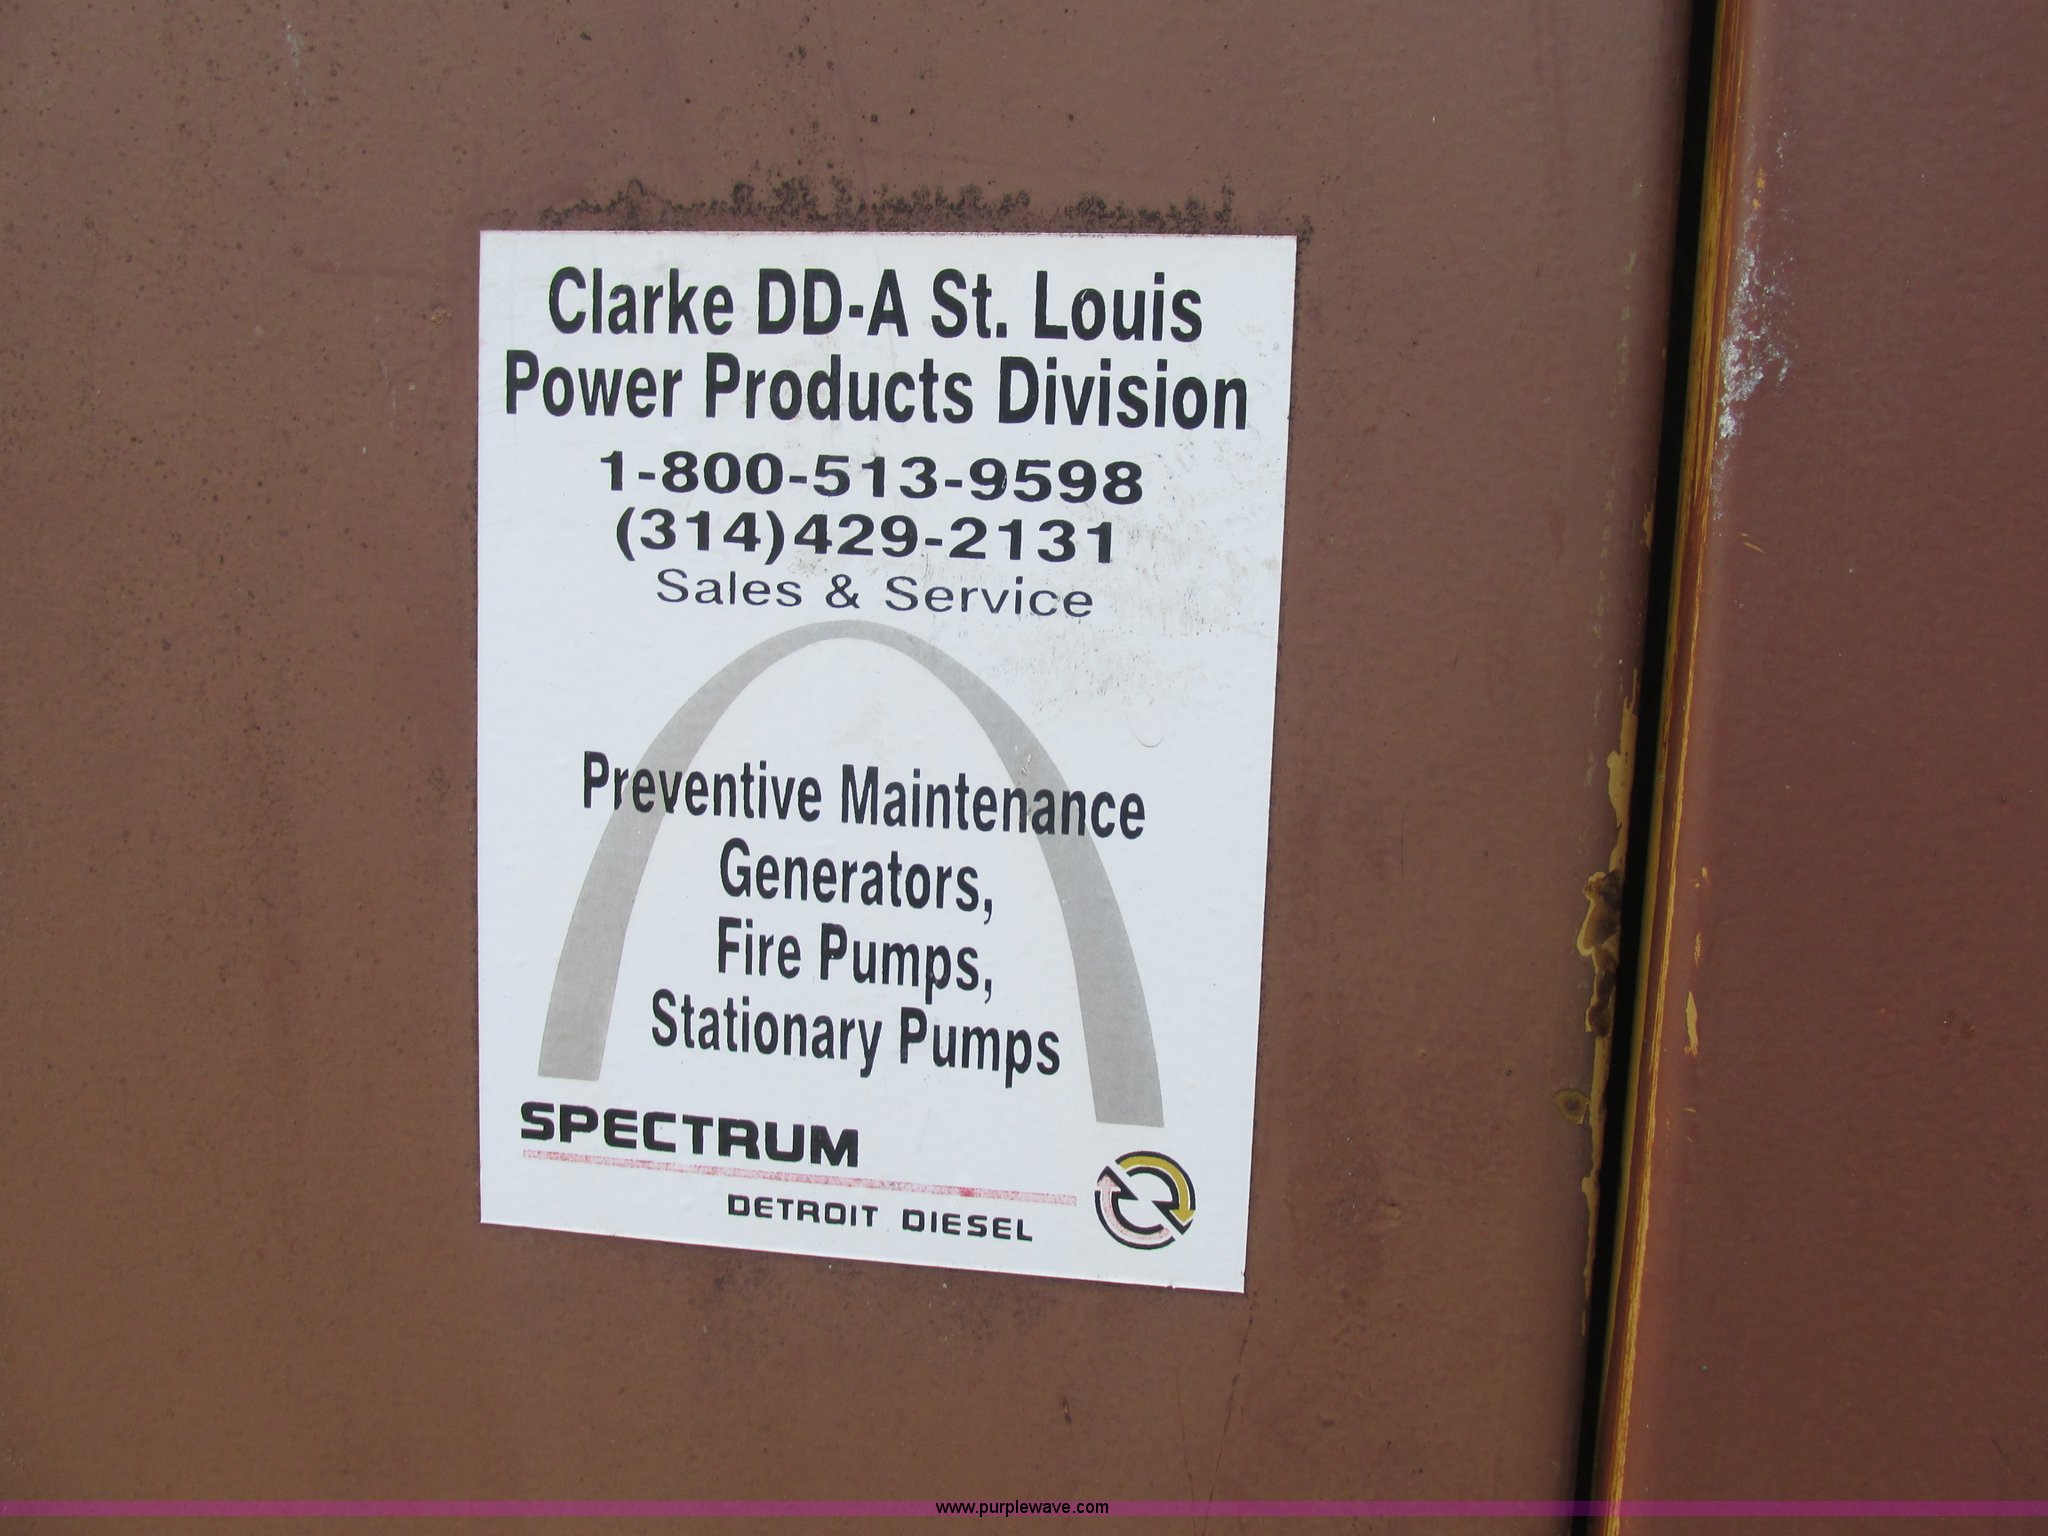 Clarke DD-A St. Louis
Power Products Division
1-800-513-9598
(314)429-2131
Sales & Service
Preventive Maintenance
Generators,
Fire Pumps,
Stationary Pumps
SPECTRUM
DETROIT DIESEL
www.purplewave.com